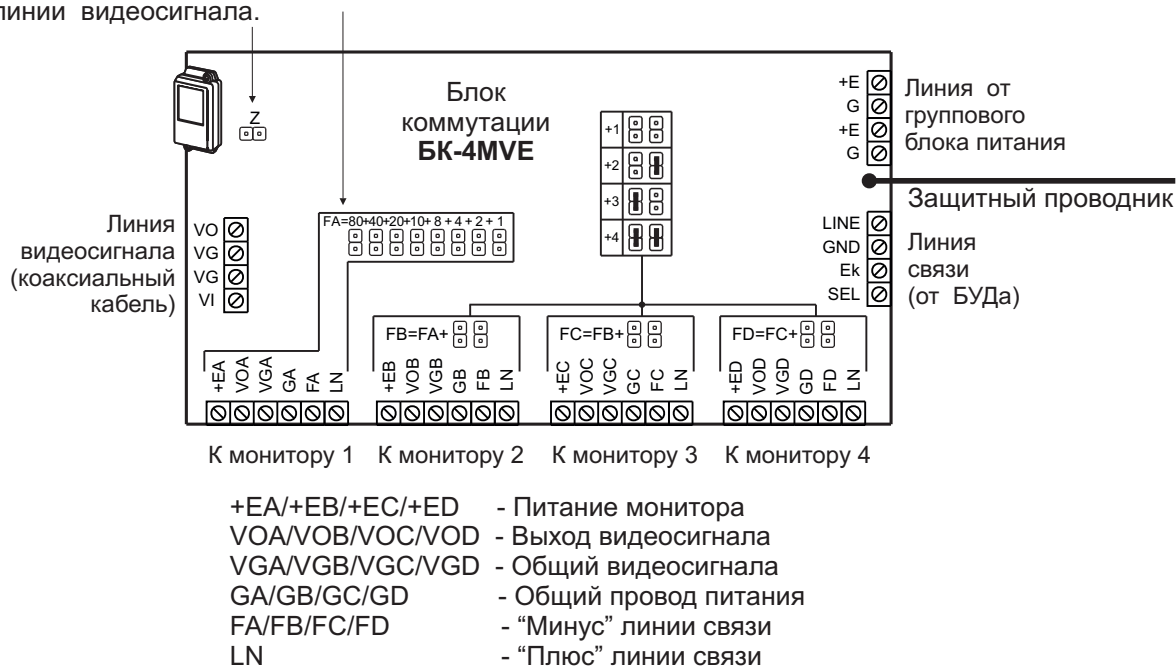 линии видеосигнала.
Блок
коммутации
БК-4MVE
Z
+1
+2
+3
+4
+E
G
+E
G
Линия от
группового
блока питания
Защитный проводник
LINE
GND
Ek
SEL
Линия
связи
(от БУДа)
Линия
видеосигнала
(коаксиальный
кабель)
VO
VG
VG
VI
FA=80+40+20+10+ 8 + 4 + 2 + 1
FB=FA+
FC=FB+
FD=FC+
+EA VOA VGA GA FA LN
+EB VOB VGB GB FB LN
+EC VOC VGC GC FC LN
+ED VOD VGD GD FD LN
К монитору 1 К монитору 2 К монитору 3 К монитору 4
+EA/+EB/+EC/+ED - Питание монитора
VOA/VOB/VOC/VOD - Выход видеосигнала
VGA/VGB/VGC/VGD - Общий видеосигнала
GA/GB/GC/GD - Общий провод питания
FA/FB/FC/FD - “Минус” линии связи
LN - “Плюс” линии связи